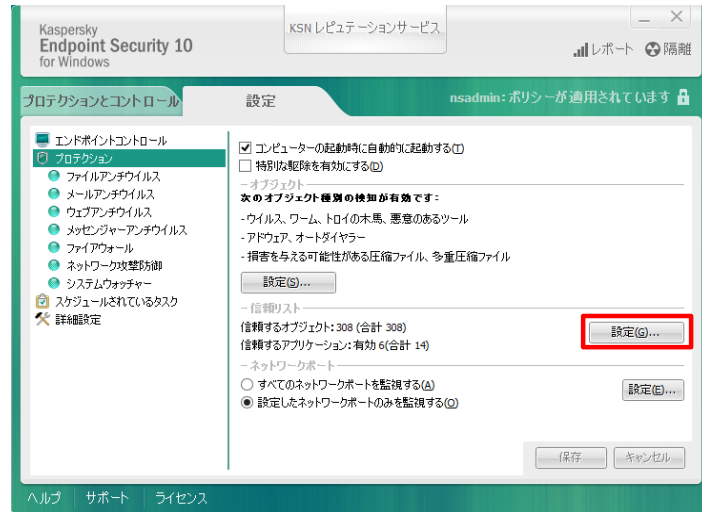 Kaspersky
Endpoint Security 10
for Windows
KSN レピュテーションサービス
レポート
隔離
プロテクションとコントロール
設定
nsadmin: ポリシーが適用されています
エンドポイントコントロール
プロテクション
ファイルアンチウイルス
メールアンチウイルス
ウェブアンチウイルス
メッセンジャーアンチウイルス
ファイアウォール
ネットワーク攻撃防御
システムウォッチャー
スケジュールされているタスク
詳細設定
コンピューターの起動時に自動的に起動する(T)
特別な駆除を有効にする(D)
オブジェクト
次のオブジェクト種別の検知が有効です:
- ウイルス、ワーム、トロイの木馬、悪意のあるツール
- アドウェア、オートダイヤラー
- 損害を与える可能性がある圧縮ファイル、多重圧縮ファイル
設定(S)...
信頼リスト
信頼するオブジェクト: 308 (合計 308)
信頼するアプリケーション: 有効 6(合計 14)
設定(G)...
ネットワークポート
すべてのネットワークポートを監視する(A)
設定したネットワークポートのみを監視する(O)
設定(E)...
保存
キャンセル
ヘルプ
サポート
ライセンス